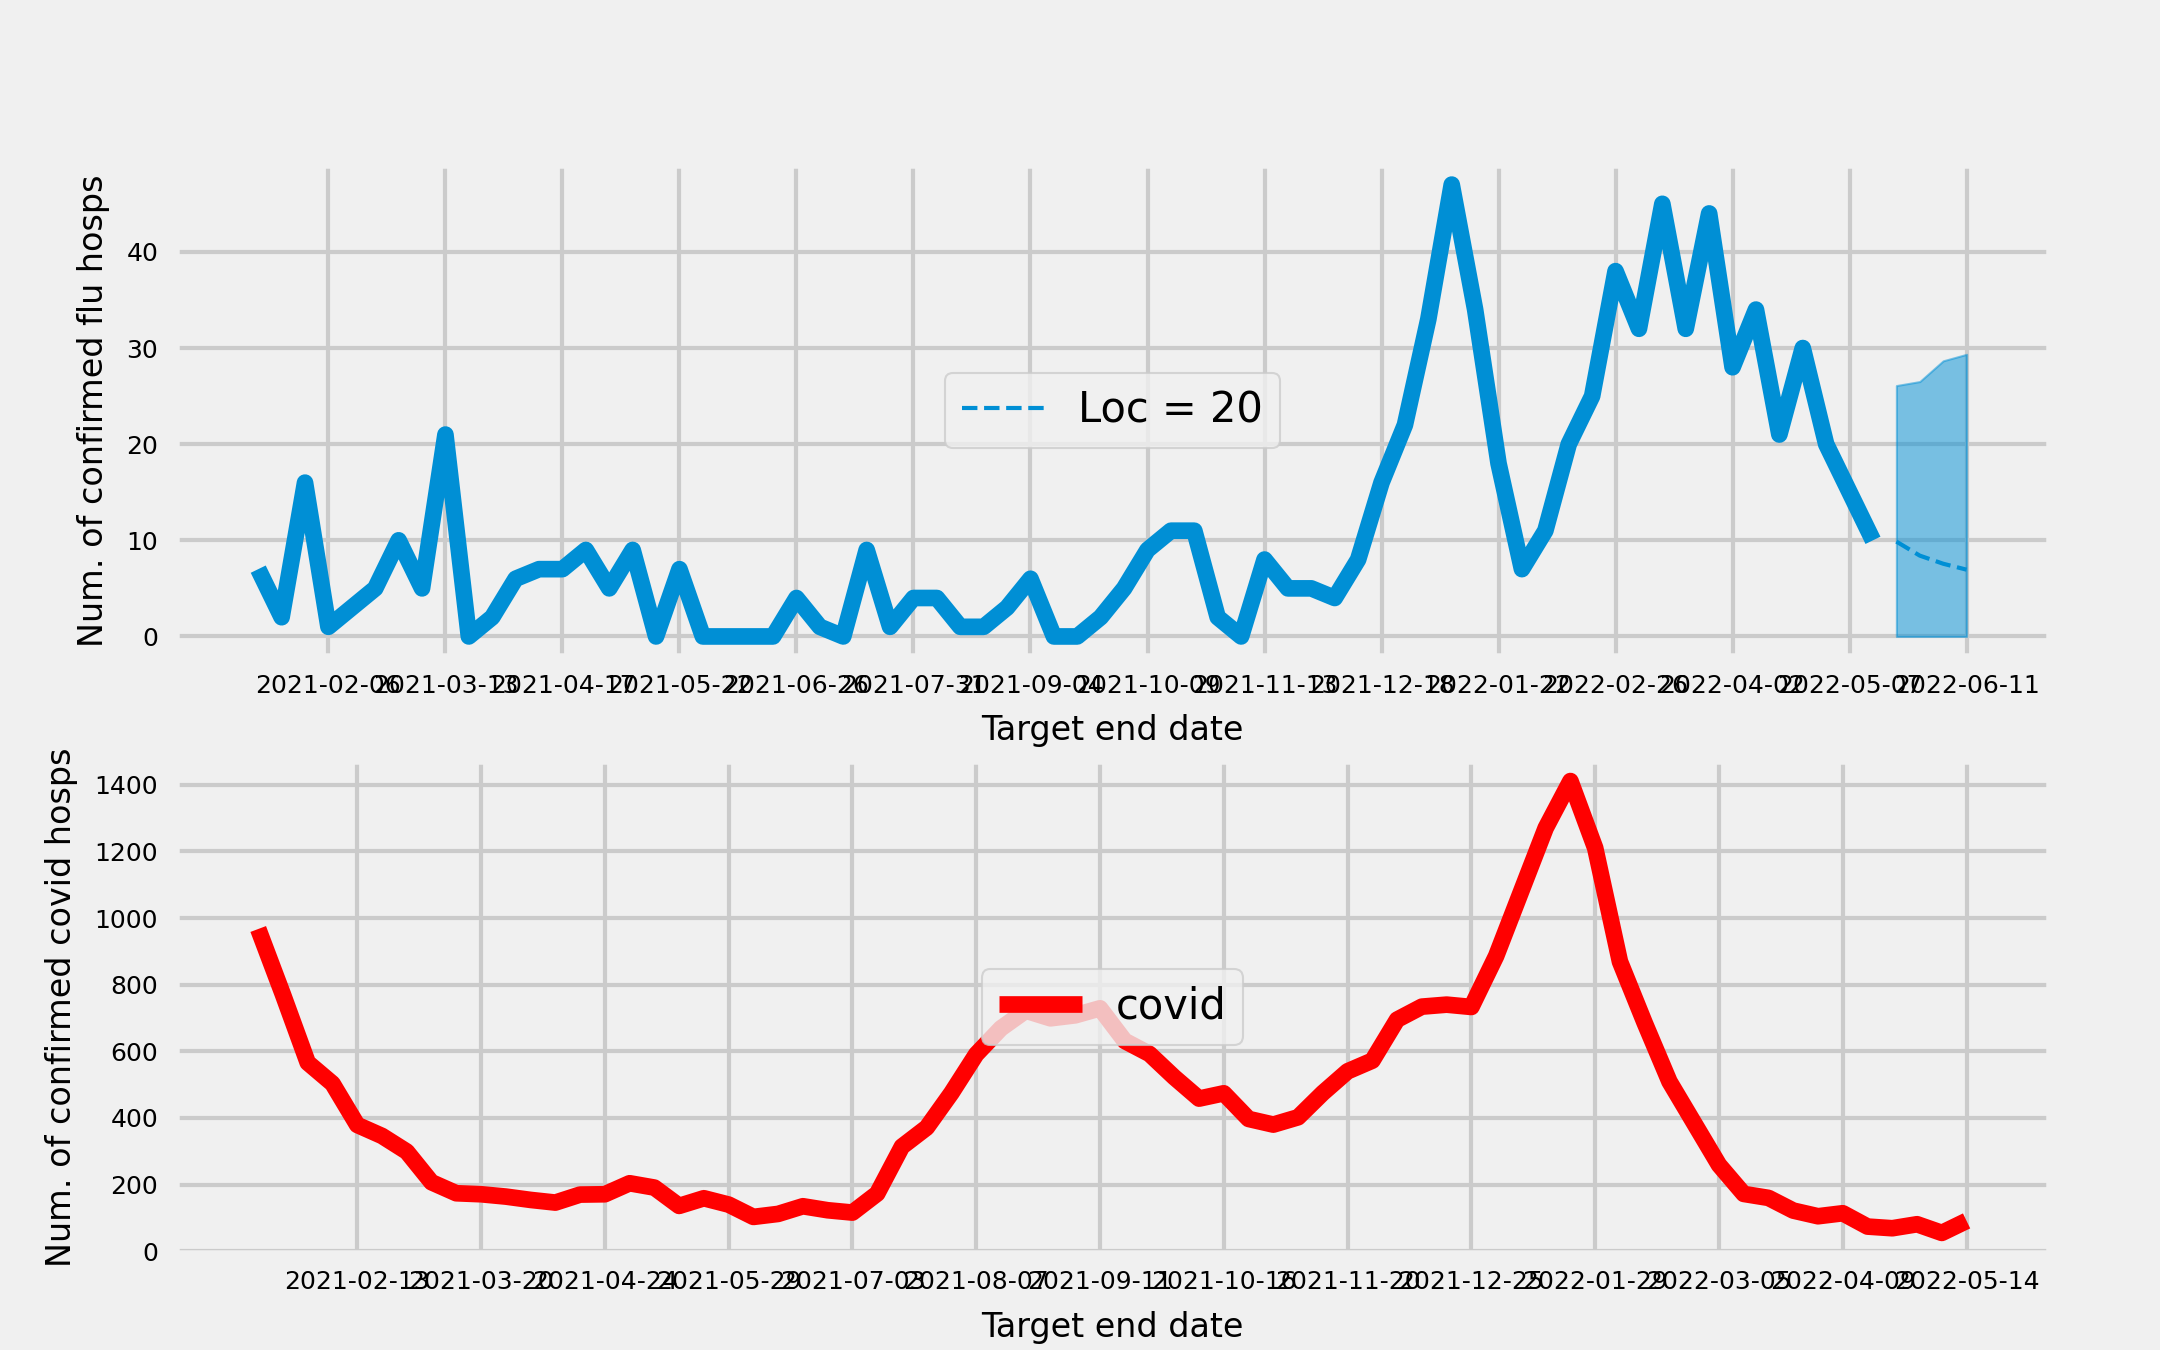 Num. of confirmed flu hosps
40
30
20
10
0
Loc = 20
2021-02-06 2021-03-13 2021-04-17 2021-05-22 2021-06-26 2021-07-31 2021-09-04 2021-10-09 2021-11-13 2021-12-18 2022-01-22 2022-02-26 2022-04-02 2022-05-07 2022-06-11
Target end date
Num. of confirmed covid hosps
1400
1200
1000
800
600
400
200
0
covid
2021-02-13 2021-03-20 2021-04-24 2021-05-29 2021-07-03 2021-08-07 2021-09-11 2021-10-16 2021-11-20 2021-12-25 2022-01-29 2022-03-05 2022-04-09 2022-05-14
Target end date